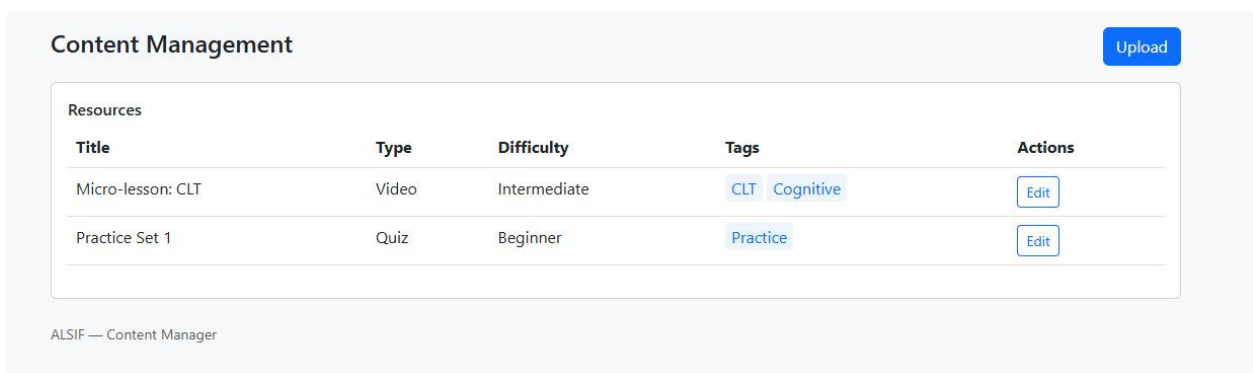 Content Management
Upload
Resources
Title Type Difficulty Tags Actions
Micro-lesson: CLT Video Intermediate CLT Cognitive Edit
Practice Set 1 Quiz Beginner Practice Edit
ALSIF — Content Manager